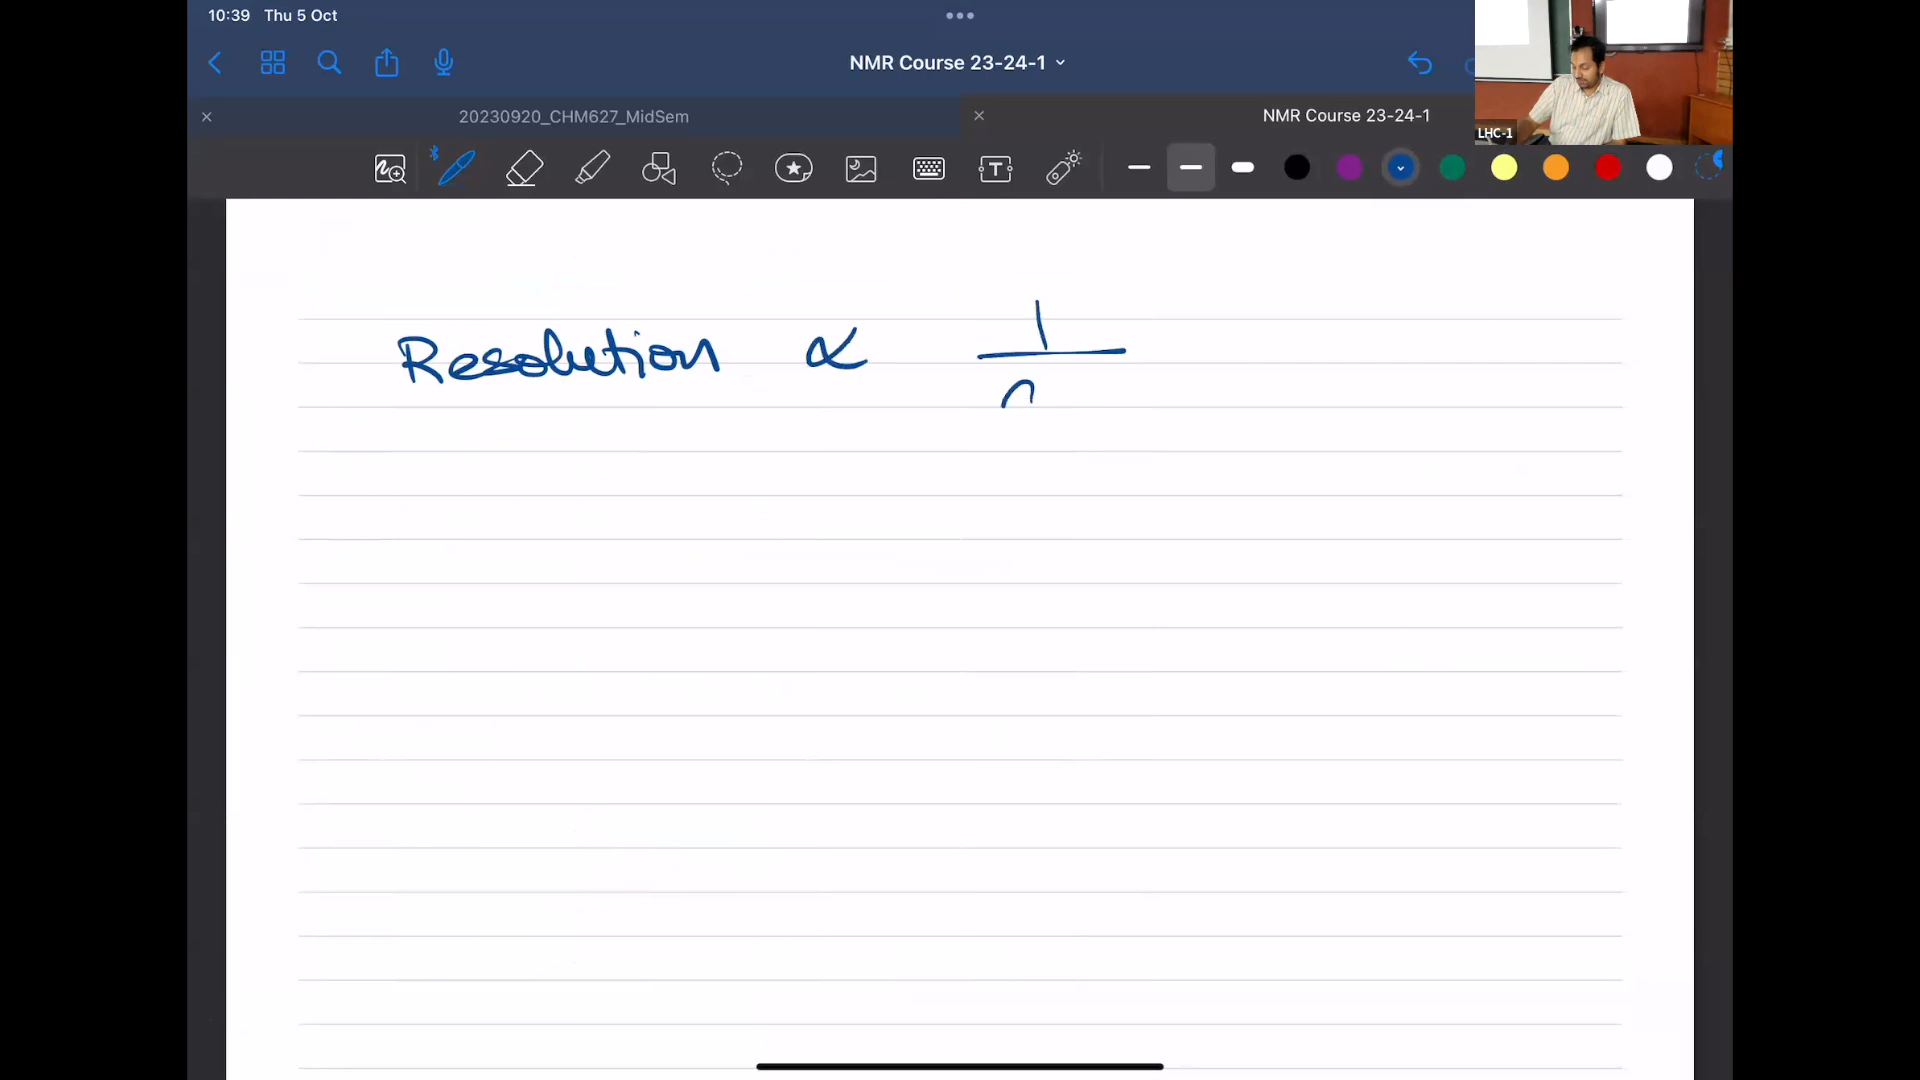 10:39 Thu 5 Oct
NMR Course 23-24-1
20230920_CHM627_MidSem
NMR Course 23-24-1
LHC-1
Resolution ∝ 1